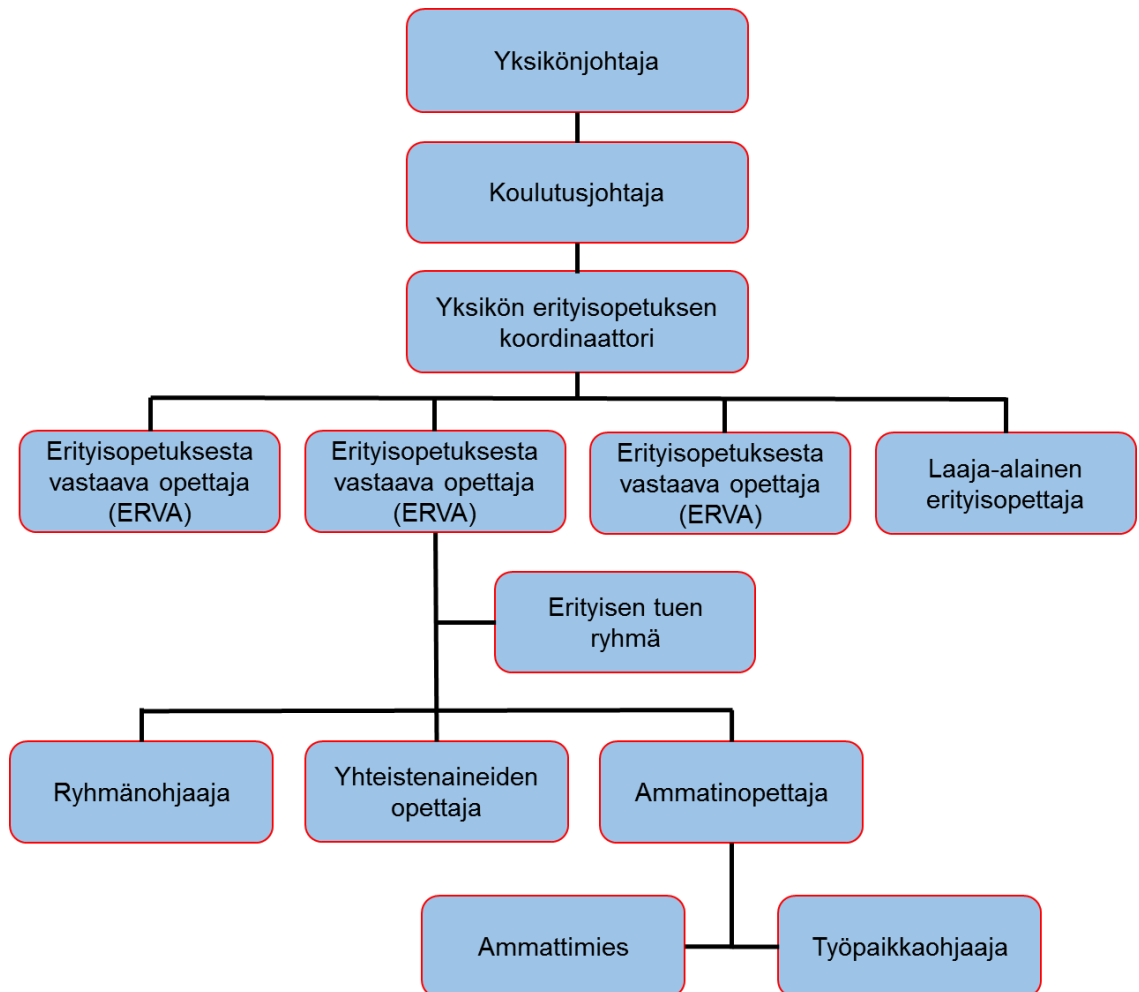 Yksikönjohtaja
Koulutusjohtaja
Yksikön erityisopetuksen
koordinaattori
Erityisopetuksesta
vastaava opettaja
(ERVA)
Erityisopetuksesta
vastaava opettaja
(ERVA)
Erityisopetuksesta
vastaava opettaja
(ERVA)
Laaja-alainen
erityisopettaja
Erityisen tuen
ryhmä
Ryhmänohjaaja
Yhteistenaineiden
opettaja
Ammatinopettaja
Ammattimies
Työpaikkaohjaaja